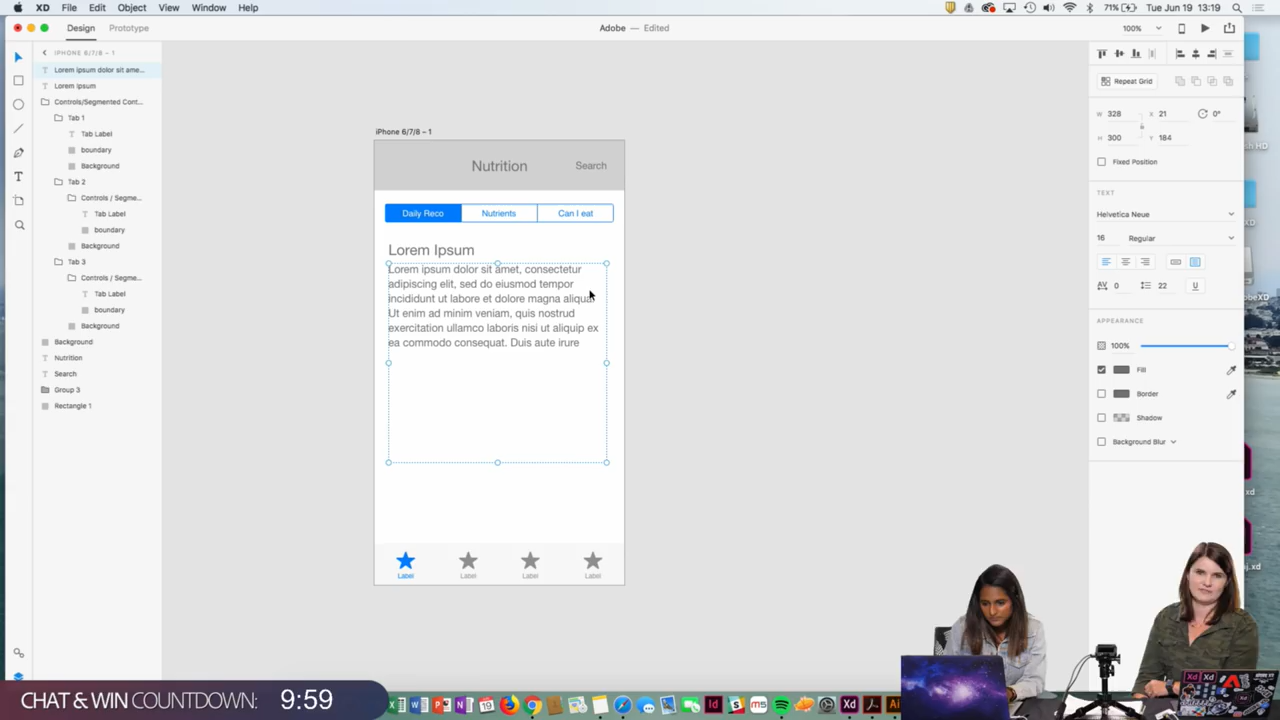 XD File Edit Object View Window Help
71% Tue Jun 19 13:19
Design Prototype
Adobe — Edited
100%
IPHONE 6/7/8 – 1
Lorem ipsum dolor sit ame...
Lorem Ipsum
Controls/Segmented Cont...
Tab 1
Tab Label
boundary
Background
Tab 2
Controls / Segme...
Tab Label
boundary
Background
Tab 3
Controls / Segme...
Tab Label
boundary
Background
Background
Nutrition
Search
Group 3
Rectangle 1
iPhone 6/7/8 – 1
Nutrition Search
Daily Reco Nutrients Can I eat
Lorem Ipsum
Lorem ipsum dolor sit amet, consectetur
adipiscing elit, sed do eiusmod tempor
incididunt ut labore et dolore magna aliqua.
Ut enim ad minim veniam, quis nostrud
exercitation ullamco laboris nisi ut aliquip ex
ea commodo consequat. Duis aute irure
Label Label Label Label
Repeat Grid
W 328 X 21 0°
H 300 Y 184
Fixed Position
TEXT
Helvetica Neue
16 Regular
AV 0 22 U
APPEARANCE
100%
Fill
Border
Shadow
Background Blur
CHAT & WIN COUNTDOWN: 9:59